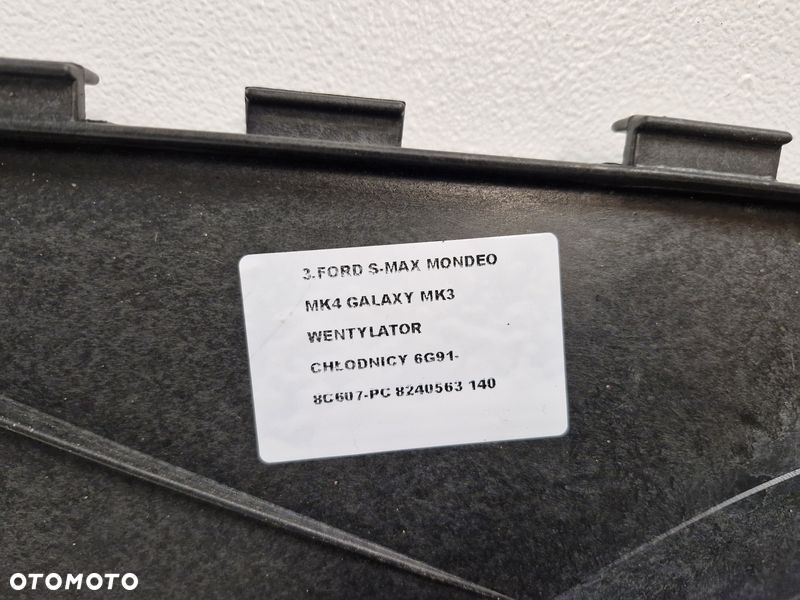 3.FORD S-MAX MONDEO
MK4 GALAXY MK3
WENTYLATOR
CHŁODNICY 6G91-
8C607-PC 8240563 140
OTOMOTO